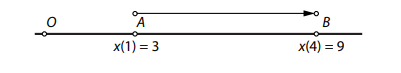 O A B
x(1) = 3 x(4) = 9